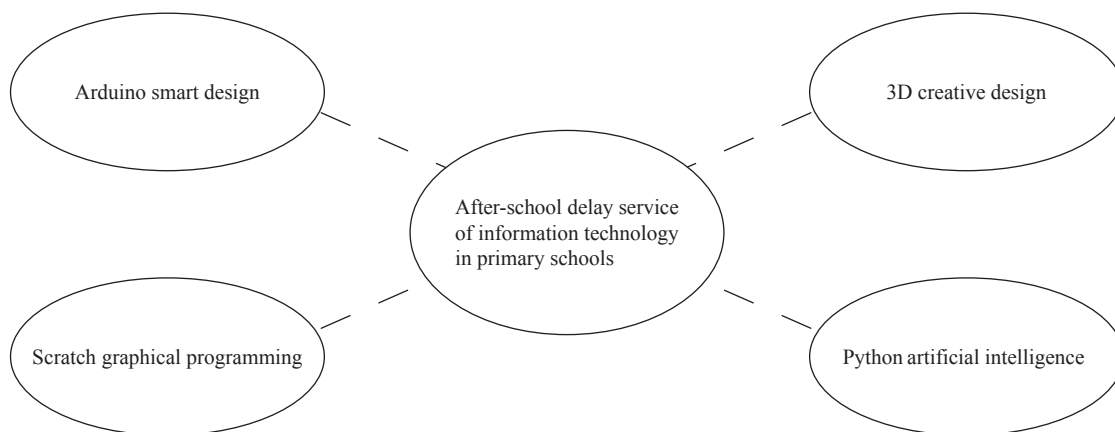 Arduino smart design
3D creative design
After-school delay service
of information technology
in primary schools
Scratch graphical programming
Python artificial intelligence